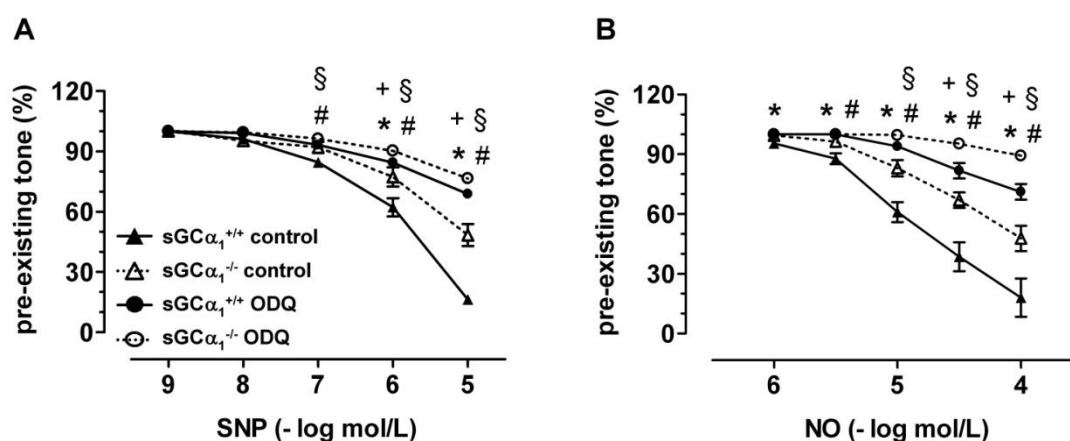 A
pre-existing tone (%)
120
90
60
30
0
§
#
+ §
* #
+ §
* #
sGCα₁⁺/⁺ control
sGCα₁⁻/⁻ control
sGCα₁⁺/⁺ ODQ
sGCα₁⁻/⁻ ODQ
9 8 7 6 5
SNP (- log mol/L)
B
pre-existing tone (%)
120
90
60
30
0
*
* #
§
* #
+ §
* #
+ §
* #
6 5 4
NO (- log mol/L)